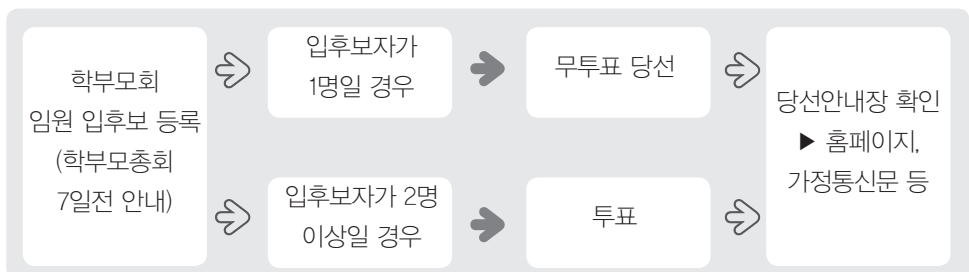 학부모회
임원 입후보 등록
(학부모총회
7일전 안내)
입후보자가
1명일 경우
무투표 당선
입후보자가 2명
이상일 경우
투표
당선안내장 확인
▶ 홈페이지,
가정통신문 등